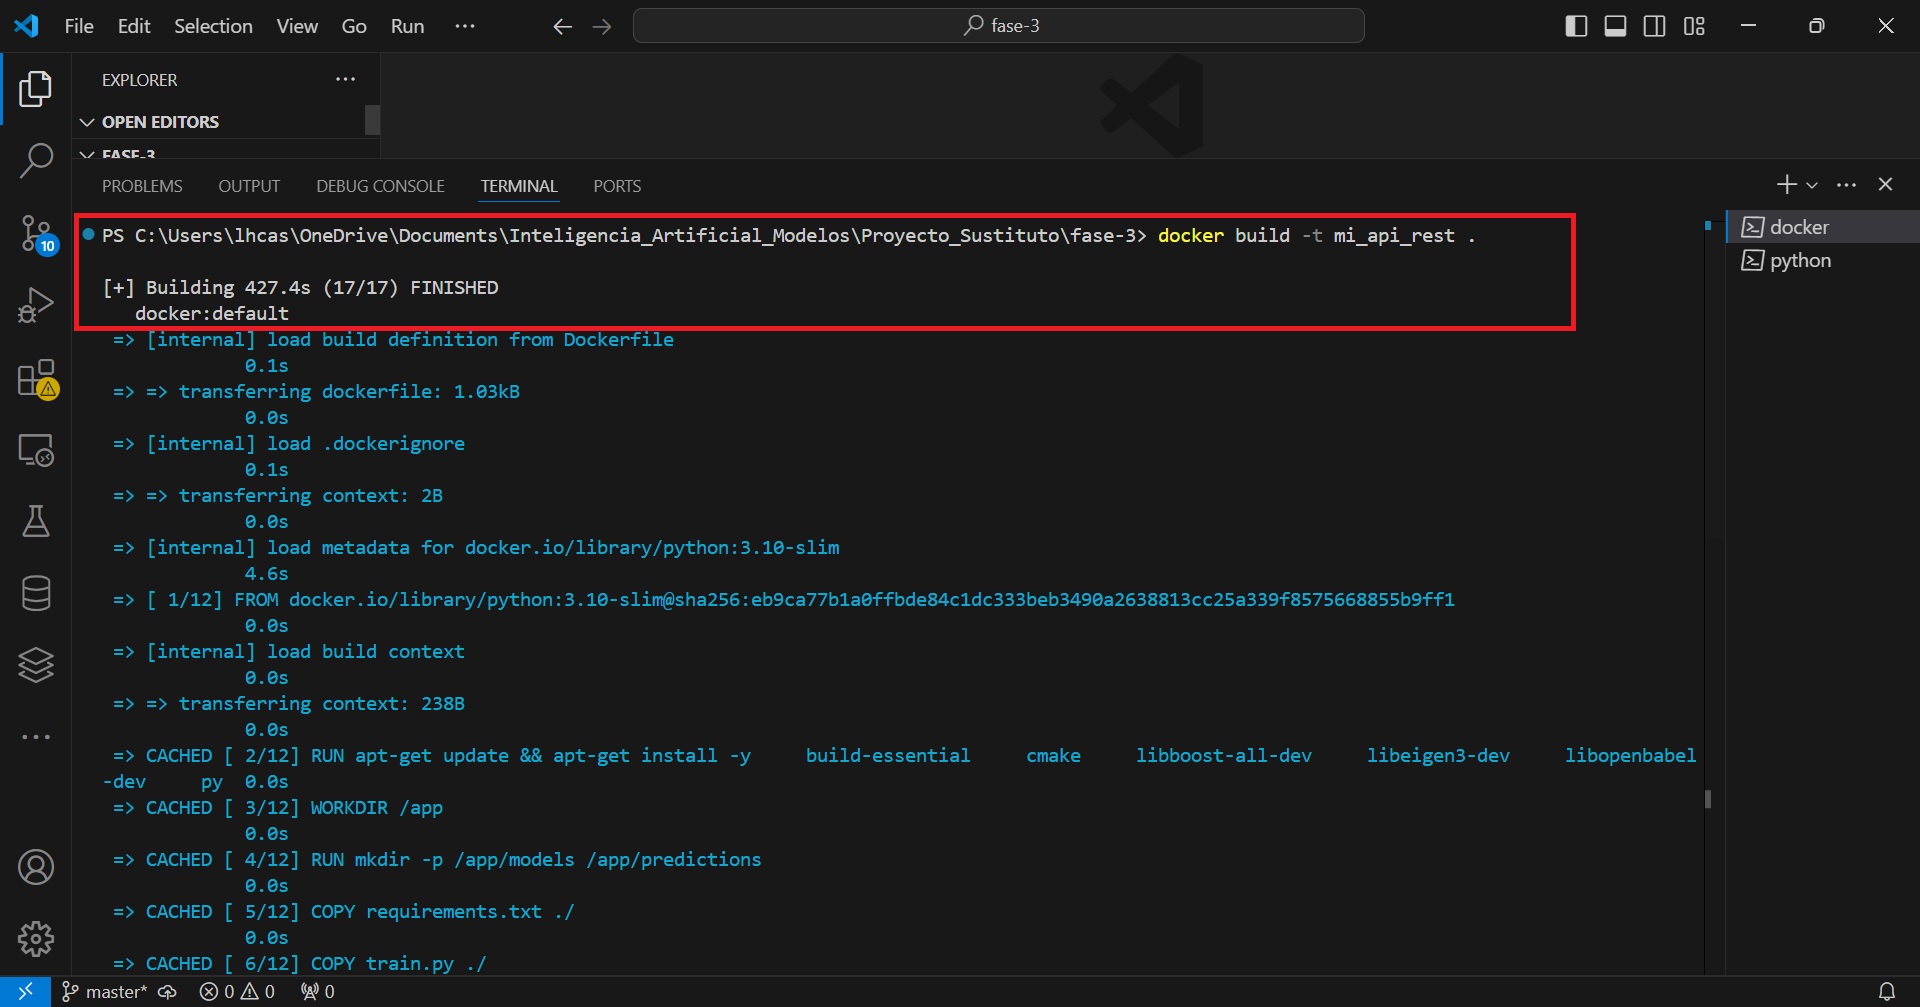 File Edit Selection View Go Run ···
fase-3
EXPLORER ···
OPEN EDITORS
FASE-3
PROBLEMS OUTPUT DEBUG CONSOLE TERMINAL PORTS
PS C:\Users\lhcas\OneDrive\Documents\Inteligencia_Artificial_Modelos\Proyecto_Sustituto\fase-3> docker build -t mi_api_rest .
[+] Building 427.4s (17/17) FINISHED
docker:default
=> [internal] load build definition from Dockerfile
0.1s
=> => transferring dockerfile: 1.03kB
0.0s
=> [internal] load .dockerignore
0.1s
=> => transferring context: 2B
0.0s
=> [internal] load metadata for docker.io/library/python:3.10-slim
4.6s
=> [ 1/12] FROM docker.io/library/python:3.10-slim@sha256:eb9ca77b1a0ffbde84c1dc333beb3490a2638813cc25a339f8575668855b9ff1
0.0s
=> [internal] load build context
0.0s
=> => transferring context: 238B
0.0s
=> CACHED [ 2/12] RUN apt-get update && apt-get install -y     build-essential     cmake     libboost-all-dev     libeigen3-dev     libopenbabel
-dev     py  0.0s
=> CACHED [ 3/12] WORKDIR /app
0.0s
=> CACHED [ 4/12] RUN mkdir -p /app/models /app/predictions
0.0s
=> CACHED [ 5/12] COPY requirements.txt ./
0.0s
=> CACHED [ 6/12] COPY train.py ./
docker
python
10
master* 0 0 0